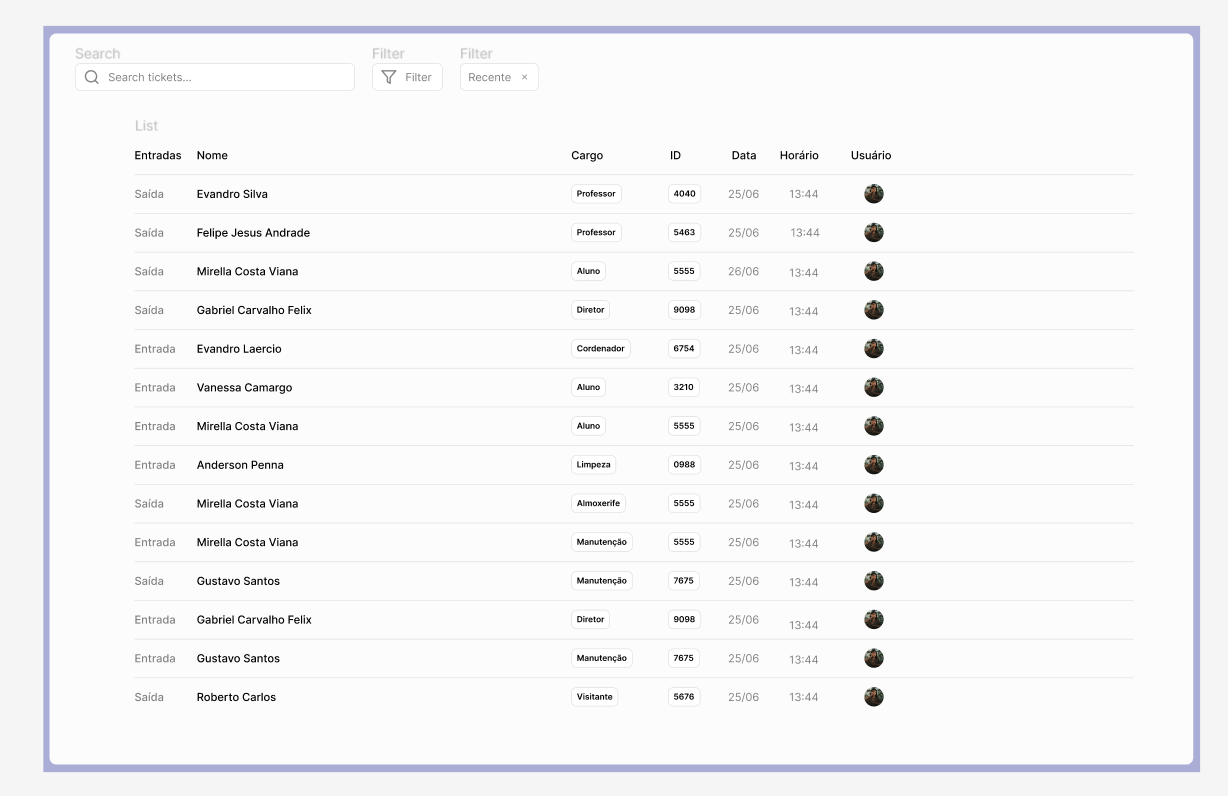 Search Filter Filter
Search tickets... Filter Recente ×
List
Entradas Nome Cargo ID Data Horário Usuário
Saída Evandro Silva Professor 4040 25/06 13:44
Saída Felipe Jesus Andrade Professor 5463 25/06 13:44
Saída Mirella Costa Viana Aluno 5555 26/06 13:44
Saída Gabriel Carvalho Felix Diretor 9098 25/06 13:44
Entrada Evandro Laercio Cordenador 6754 25/06 13:44
Entrada Vanessa Camargo Aluno 3210 25/06 13:44
Entrada Mirella Costa Viana Aluno 5555 25/06 13:44
Entrada Anderson Penna Limpeza 0988 25/06 13:44
Saída Mirella Costa Viana Almoxerife 5555 25/06 13:44
Entrada Mirella Costa Viana Manutenção 5555 25/06 13:44
Saída Gustavo Santos Manutenção 7675 25/06 13:44
Entrada Gabriel Carvalho Felix Diretor 9098 25/06 13:44
Entrada Gustavo Santos Manutenção 7675 25/06 13:44
Saída Roberto Carlos Visitante 5676 25/06 13:44